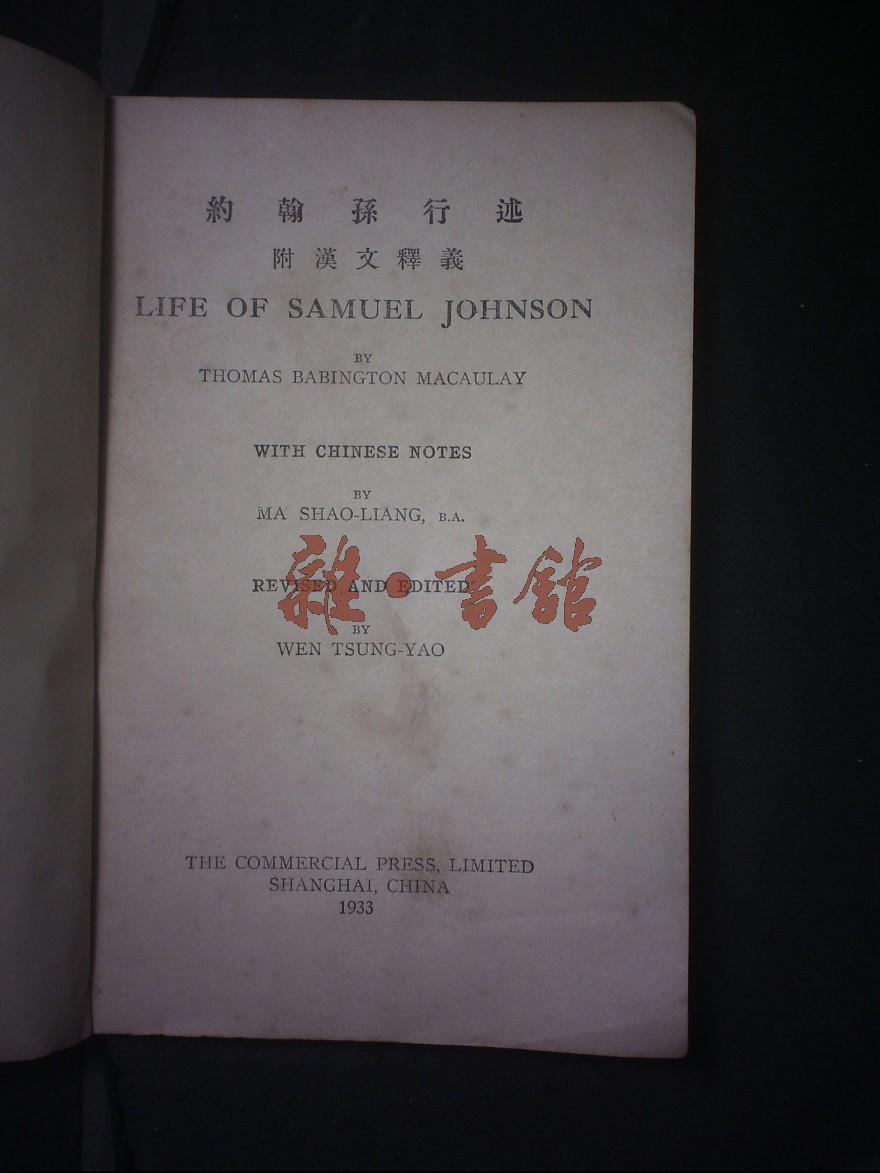 約翰孫行述
附漢文釋義
LIFE OF SAMUEL JOHNSON
BY
THOMAS BABINGTON MACAULAY
WITH CHINESE NOTES
BY
MA SHAO-LIANG, B.A.
REVISED AND EDITED
雜·書館
BY
WEN TSUNG-YAO
THE COMMERCIAL PRESS, LIMITED
SHANGHAI, CHINA
1933